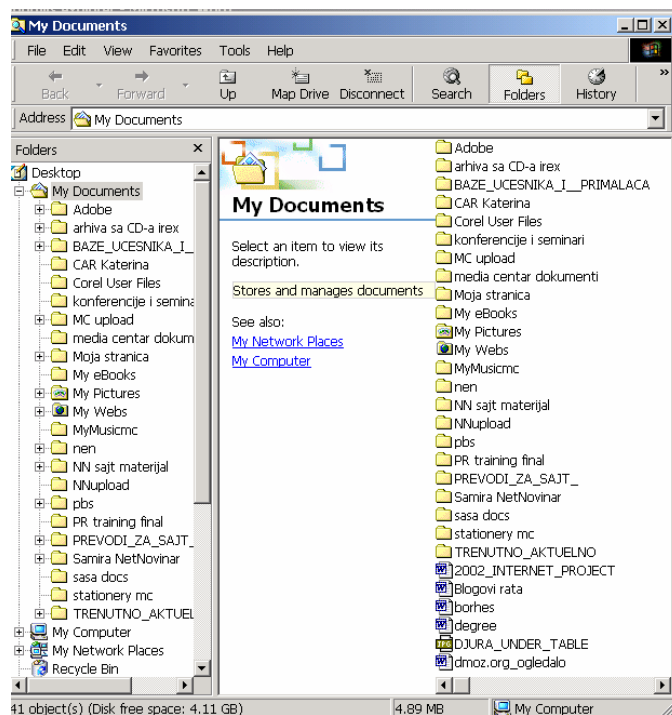 My Documents
File Edit View Favorites Tools Help
Back Forward Up Map Drive Disconnect Search Folders History »
Address My Documents
Folders x
Desktop
My Documents
Adobe
arhiva sa CD-a irex
BAZE_UCESNIKA_I_
CAR Katerina
Corel User Files
konferencije i semina
MC upload
media centar dokum
Moja stranica
My eBooks
My Pictures
My Webs
MyMusicmc
nen
NN sajt materijal
NNupload
pbs
PR training final
PREVODI_ZA_SAJT_
Samira NetNovinar
sasa docs
stationery mc
TRENUTNO_AKTUEL
My Computer
My Network Places
Recycle Bin
My Documents
Select an item to view its
description.
Stores and manages documents
See also:
My Network Places
My Computer
Adobe
arhiva sa CD-a irex
BAZE_UCESNIKA_I__PRIMALACA
CAR Katerina
Corel User Files
konferencije i seminari
MC upload
media centar dokumenti
Moja stranica
My eBooks
My Pictures
My Webs
MyMusicmc
nen
NN sajt materijal
NNupload
pbs
PR training final
PREVODI_ZA_SAJT_
Samira NetNovinar
sasa docs
stationery mc
TRENUTNO_AKTUELNO
2002_INTERNET_PROJECT
Blogovi rata
borhes
degree
DJURA_UNDER_TABLE
dmoz.org_ogledalo
41 object(s) (Disk free space: 4.11 GB) 4.89 MB My Computer